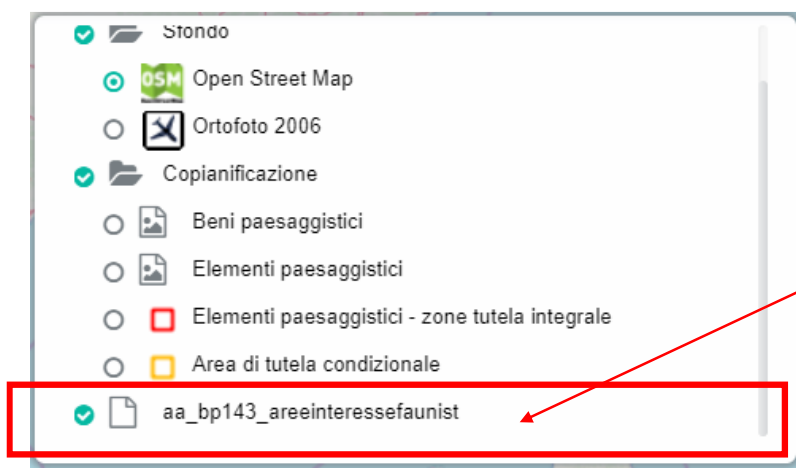 Sfondo
OSM Open Street Map
Ortofoto 2006
Copianificazione
Beni paesaggistici
Elementi paesaggistici
Elementi paesaggistici - zone tutela integrale
Area di tutela condizionale
aa_bp143_areeinteressefaunist